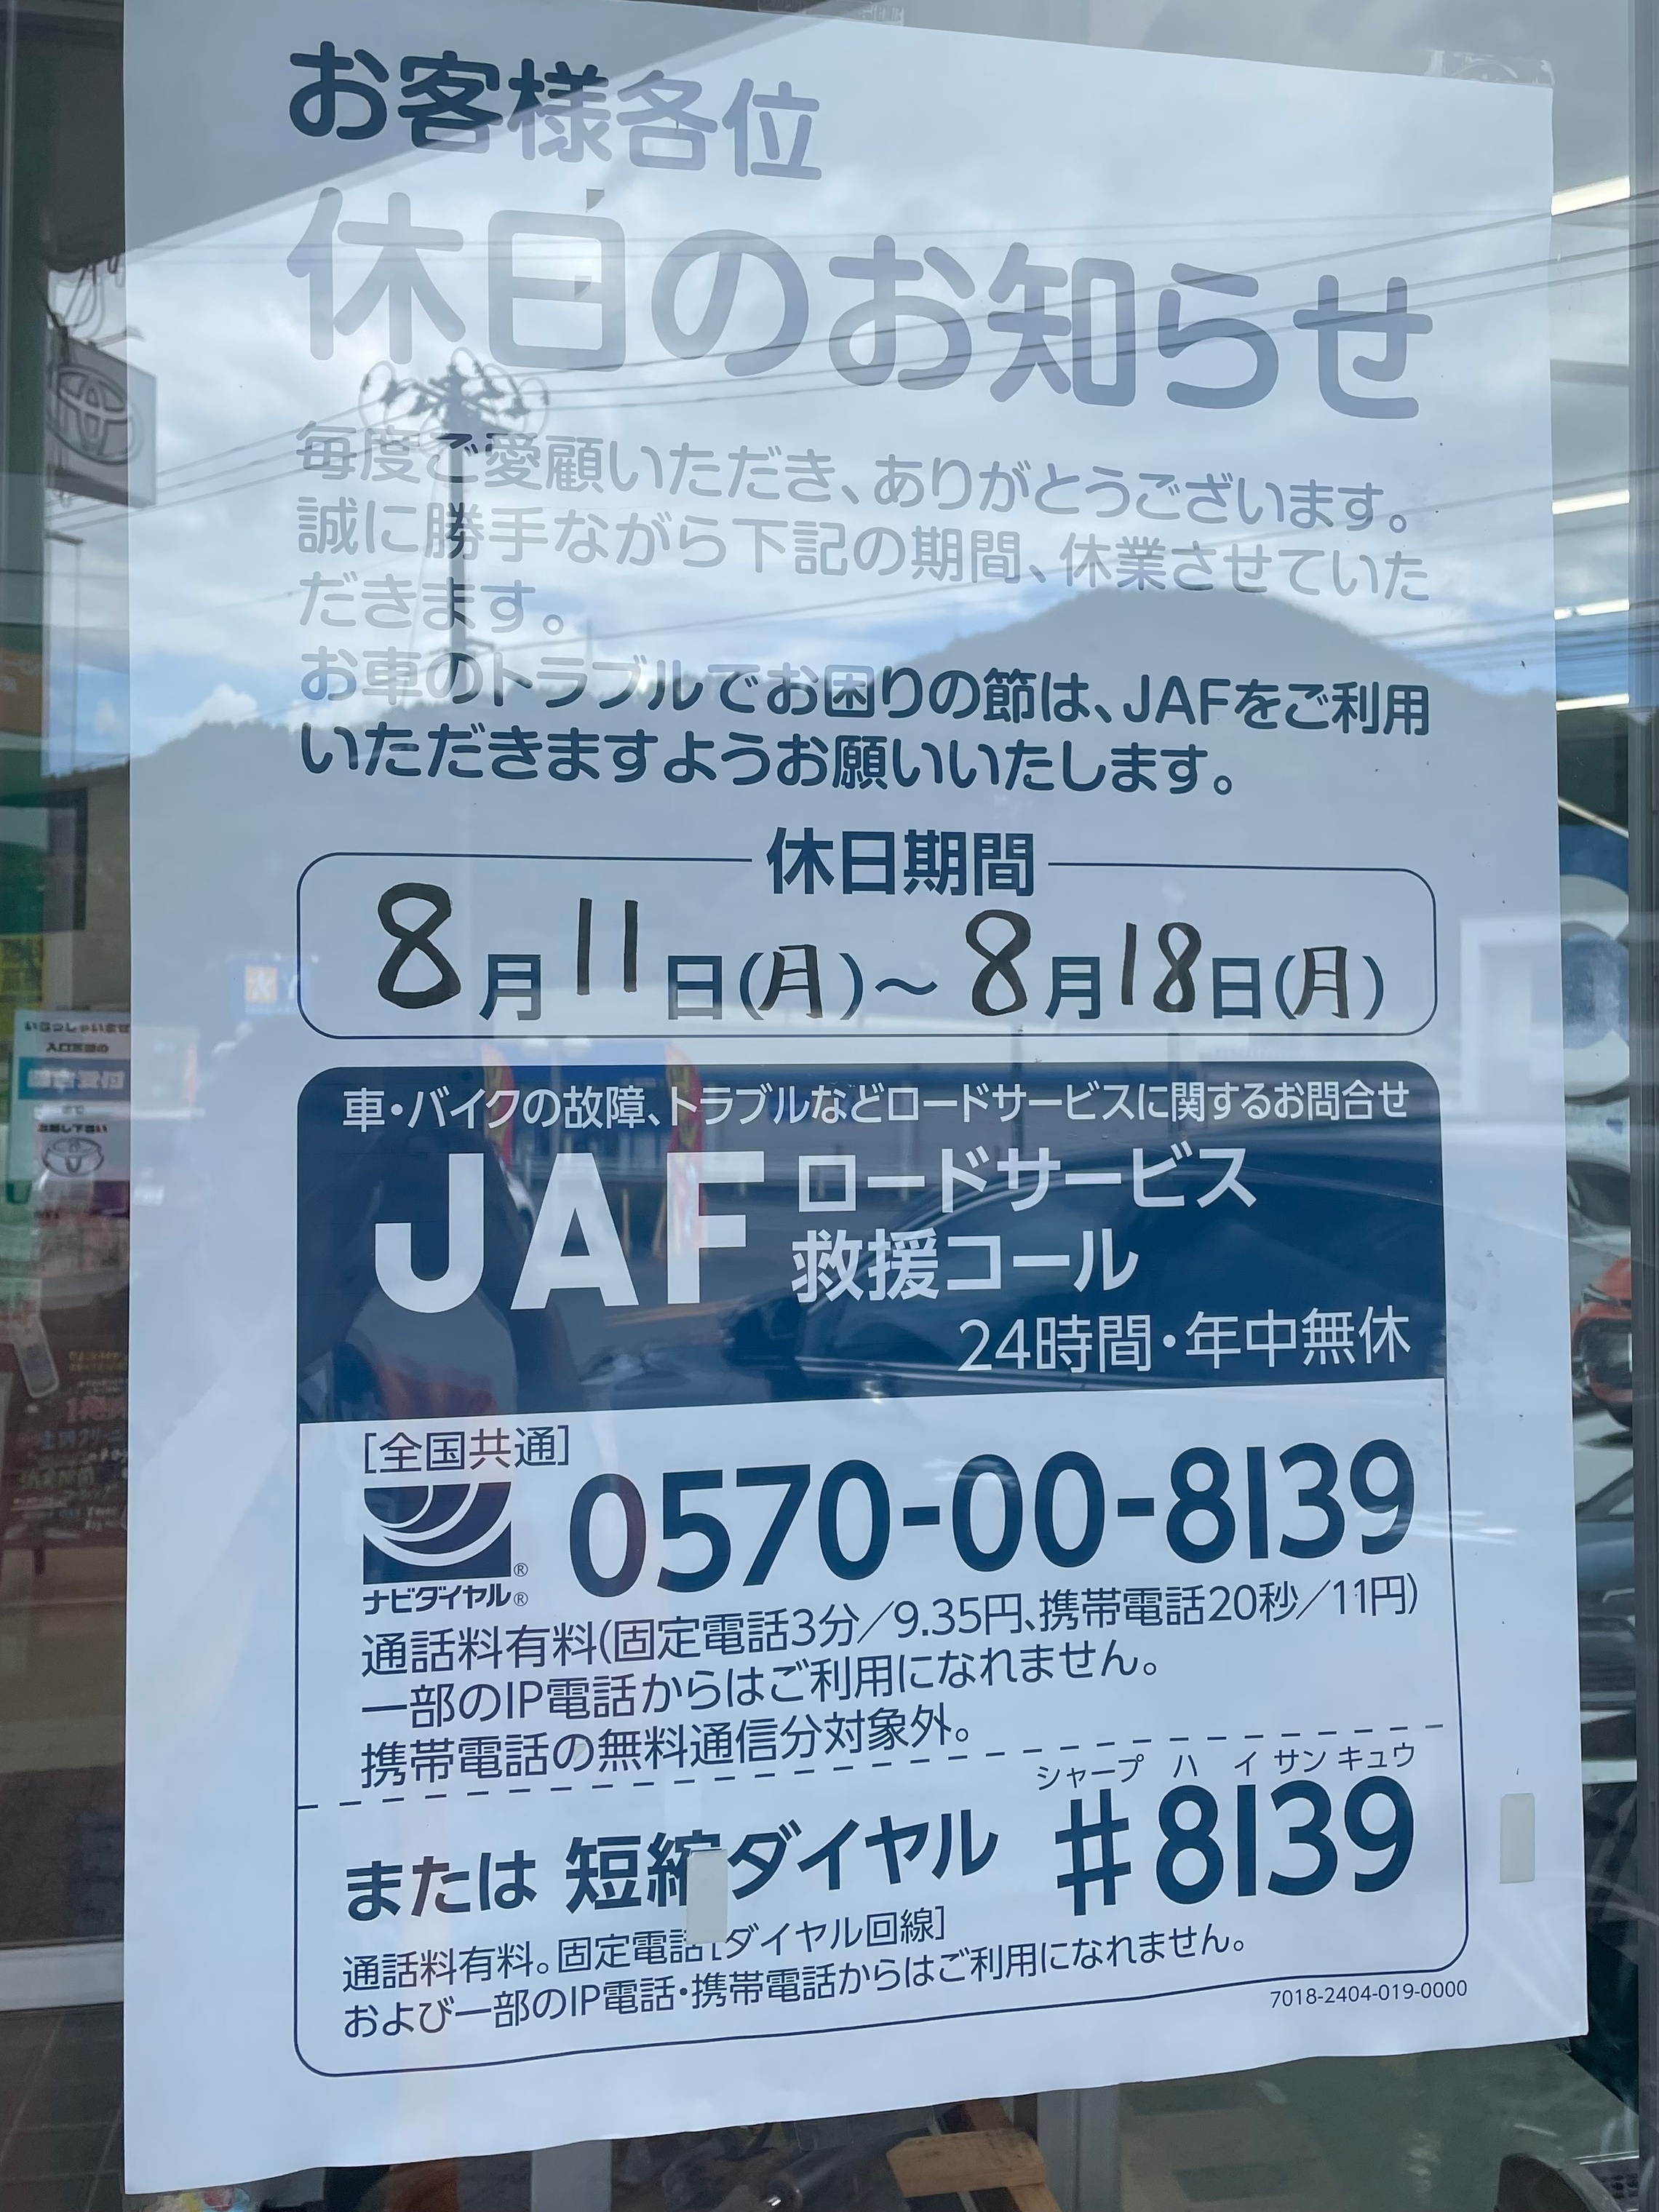 お客様各位
休日のお知らせ
毎度ご愛顧いただき、ありがとうございます。
誠に勝手ながら下記の期間、休業させていた
だきます。
お車のトラブルでお困りの節は、JAFをご利用
いただきますようお願いいたします。
休日期間
8月11日(月)〜8月18日(月)
車・バイクの故障、トラブルなどロードサービスに関するお問合せ
JAF ロードサービス
救援コール
24時間・年中無休
[全国共通]
ナビダイヤル® 0570-00-8139
通話料有料(固定電話3分／9.35円、携帯電話20秒／11円)
一部のIP電話からはご利用になれません。
携帯電話の無料通信分対象外。
シャープ ハ イ サン キュウ
または 短縮ダイヤル #8139
通話料有料。固定電話[ダイヤル回線]
および一部のIP電話・携帯電話からはご利用になれません。
7018-2404-019-0000
いらっしゃいませ